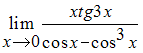 lim x→0 xtg3x / cosx−cos³x